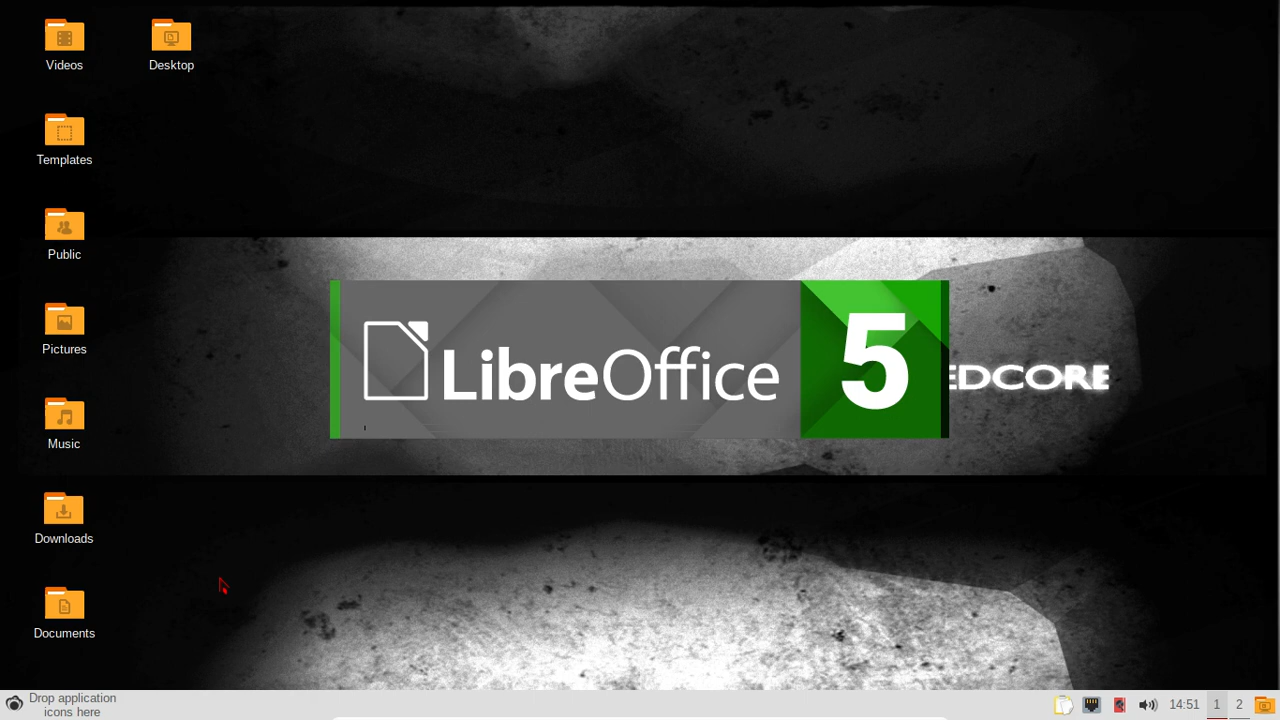 Videos
Desktop
Templates
Public
Pictures
LibreOffice 5
EDCORE
Music
Downloads
Documents
Drop application
icons here
14:51
1
2